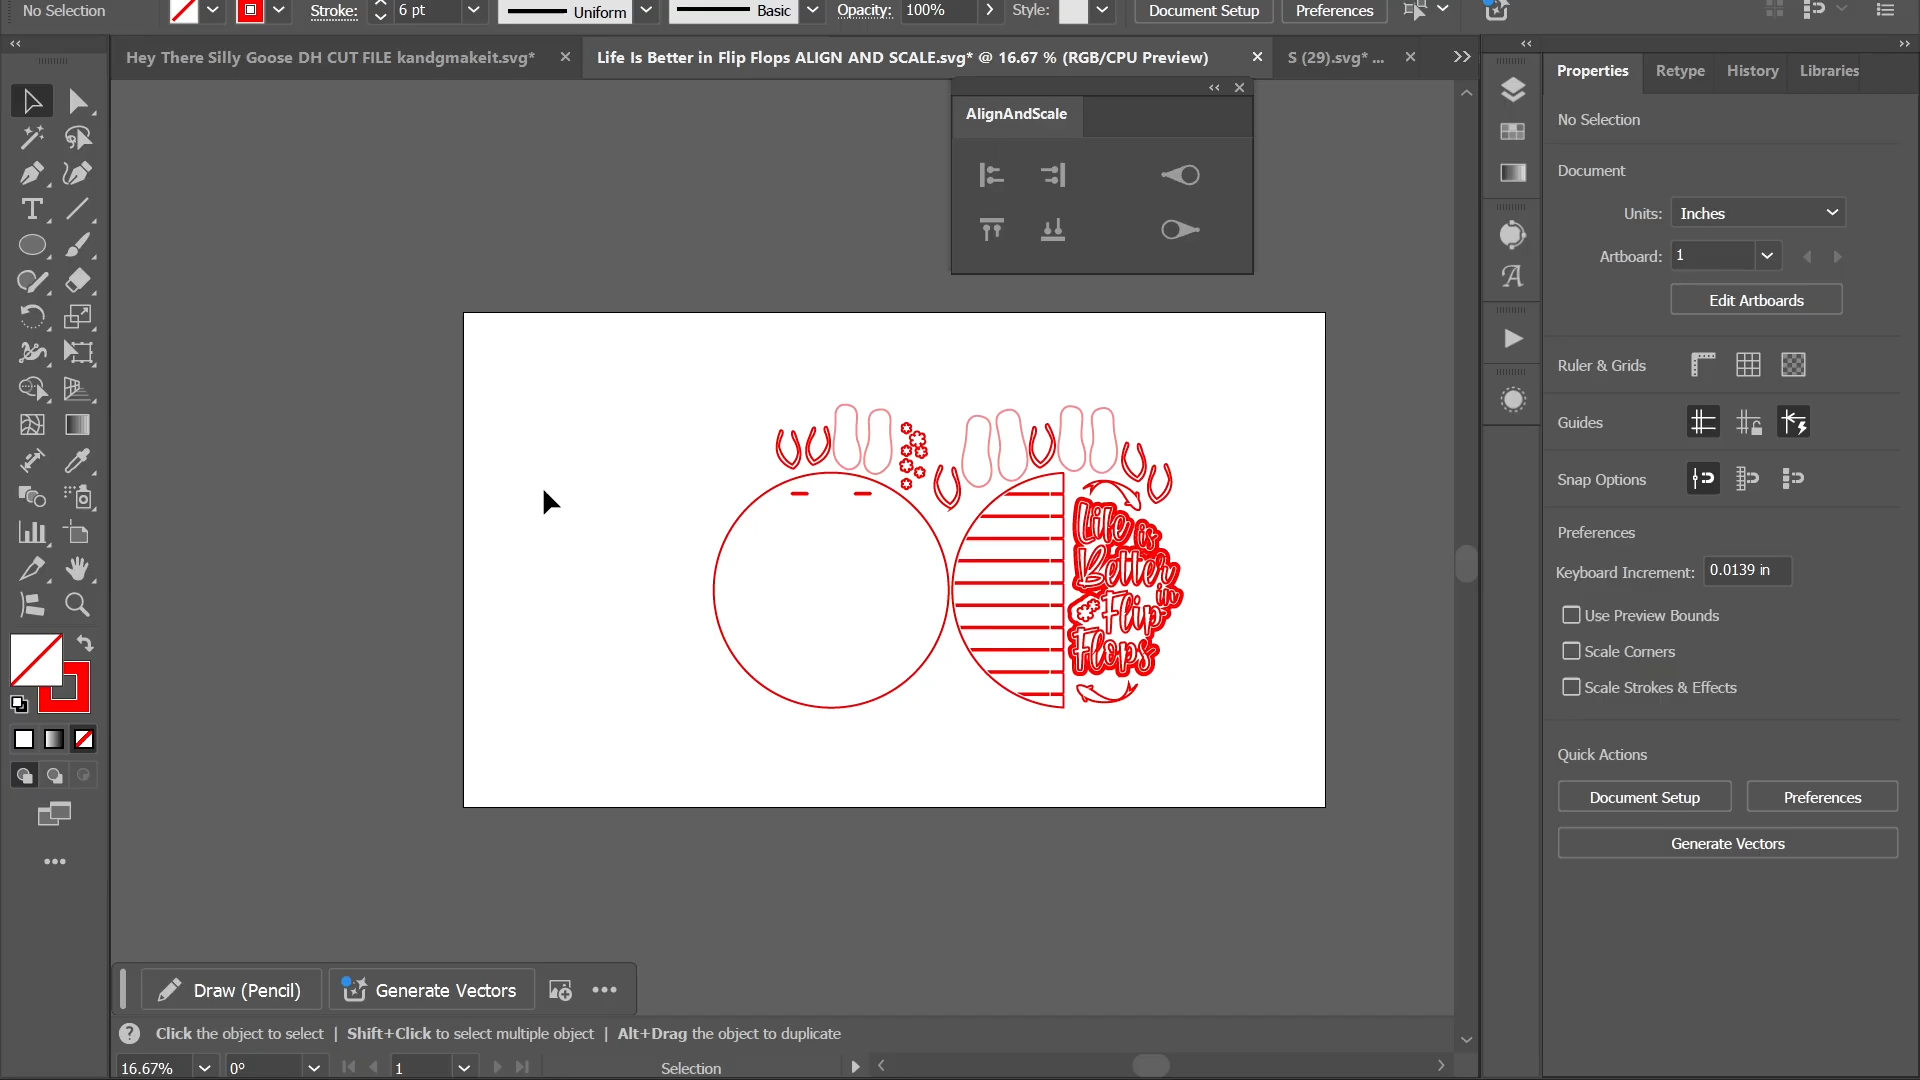 No Selection
Stroke:
6 pt
Uniform
Basic
Opacity:
100%
Style:
Document Setup
Preferences
Hey There Silly Goose DH CUT FILE kandgmakeit.svg*
Life Is Better in Flip Flops ALIGN AND SCALE.svg* @ 16.67 % (RGB/CPU Preview)
S (29).svg* ...
AlignAndScale
Properties
Retype
History
Libraries
No Selection
Document
Units:
Inches
Artboard:
1
Edit Artboards
Ruler & Grids
Guides
Snap Options
Preferences
Keyboard Increment:
0.0139 in
Use Preview Bounds
Scale Corners
Scale Strokes & Effects
Quick Actions
Document Setup
Preferences
Generate Vectors
Life
is
Better
in
Flip
Flops
Draw (Pencil)
Generate Vectors
Click the object to select | Shift+Click to select multiple object | Alt+Drag the object to duplicate
16.67%
0°
1
Selection